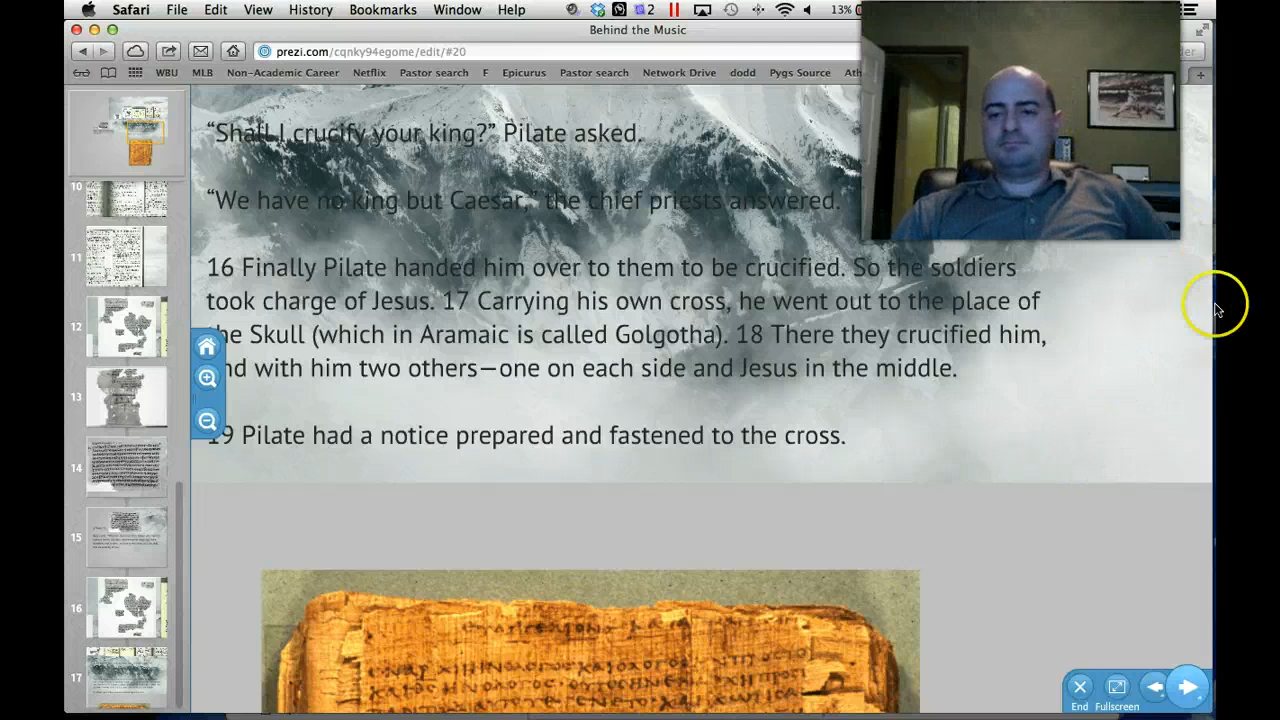 Safari File Edit View History Bookmarks Window Help 2 13%
Behind the Music
prezi.com/cqnky94egome/edit/#20
WBU MLB Non-Academic Career Netflix Pastor search F Epicurus Pastor search Network Drive dodd Pygs Source Ath
“Shall I crucify your king?” Pilate asked.
“We have no king but Caesar,” the chief priests answered.
16 Finally Pilate handed him over to them to be crucified. So the soldiers
took charge of Jesus. 17 Carrying his own cross, he went out to the place of
the Skull (which in Aramaic is called Golgotha). 18 There they crucified him,
and with him two others—one on each side and Jesus in the middle.
19 Pilate had a notice prepared and fastened to the cross.
10
11
12
13
14
15
16
17
End Fullscreen